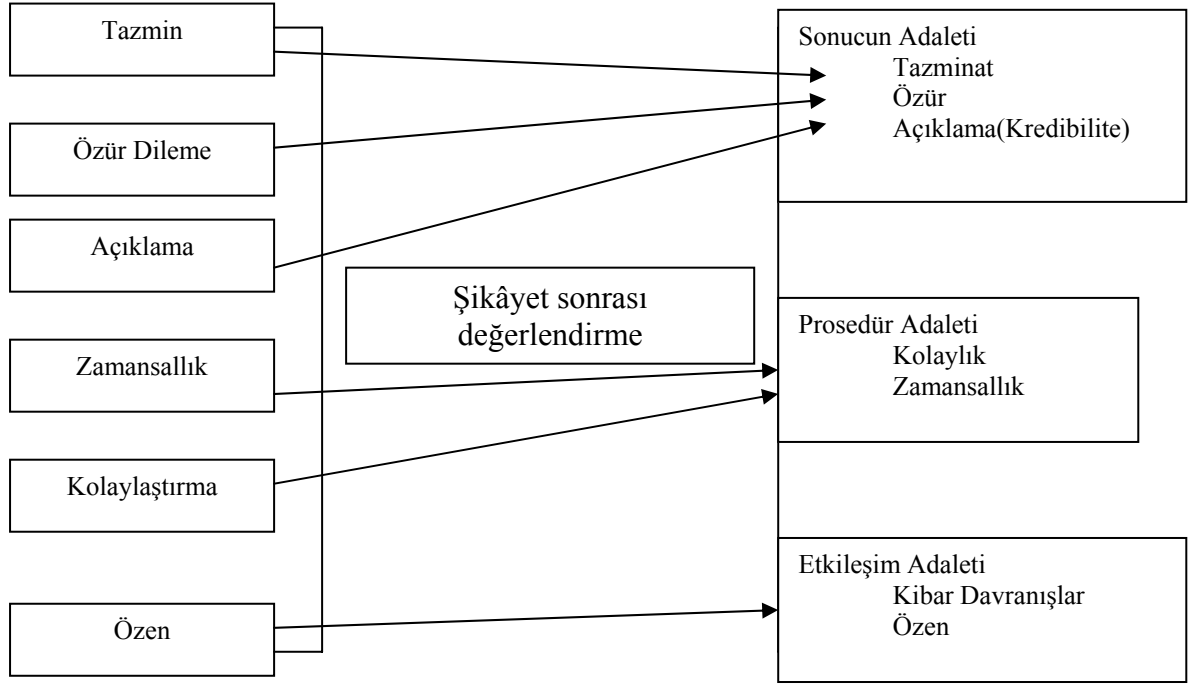 Tazmin
Özür Dileme
Açıklama
Zamansallık
Kolaylaştırma
Özen
Şikâyet sonrası
değerlendirme
Sonucun Adaleti
Tazminat
Özür
Açıklama(Kredibilite)
Prosedür Adaleti
Kolaylık
Zamansallık
Etkileşim Adaleti
Kibar Davranışlar
Özen